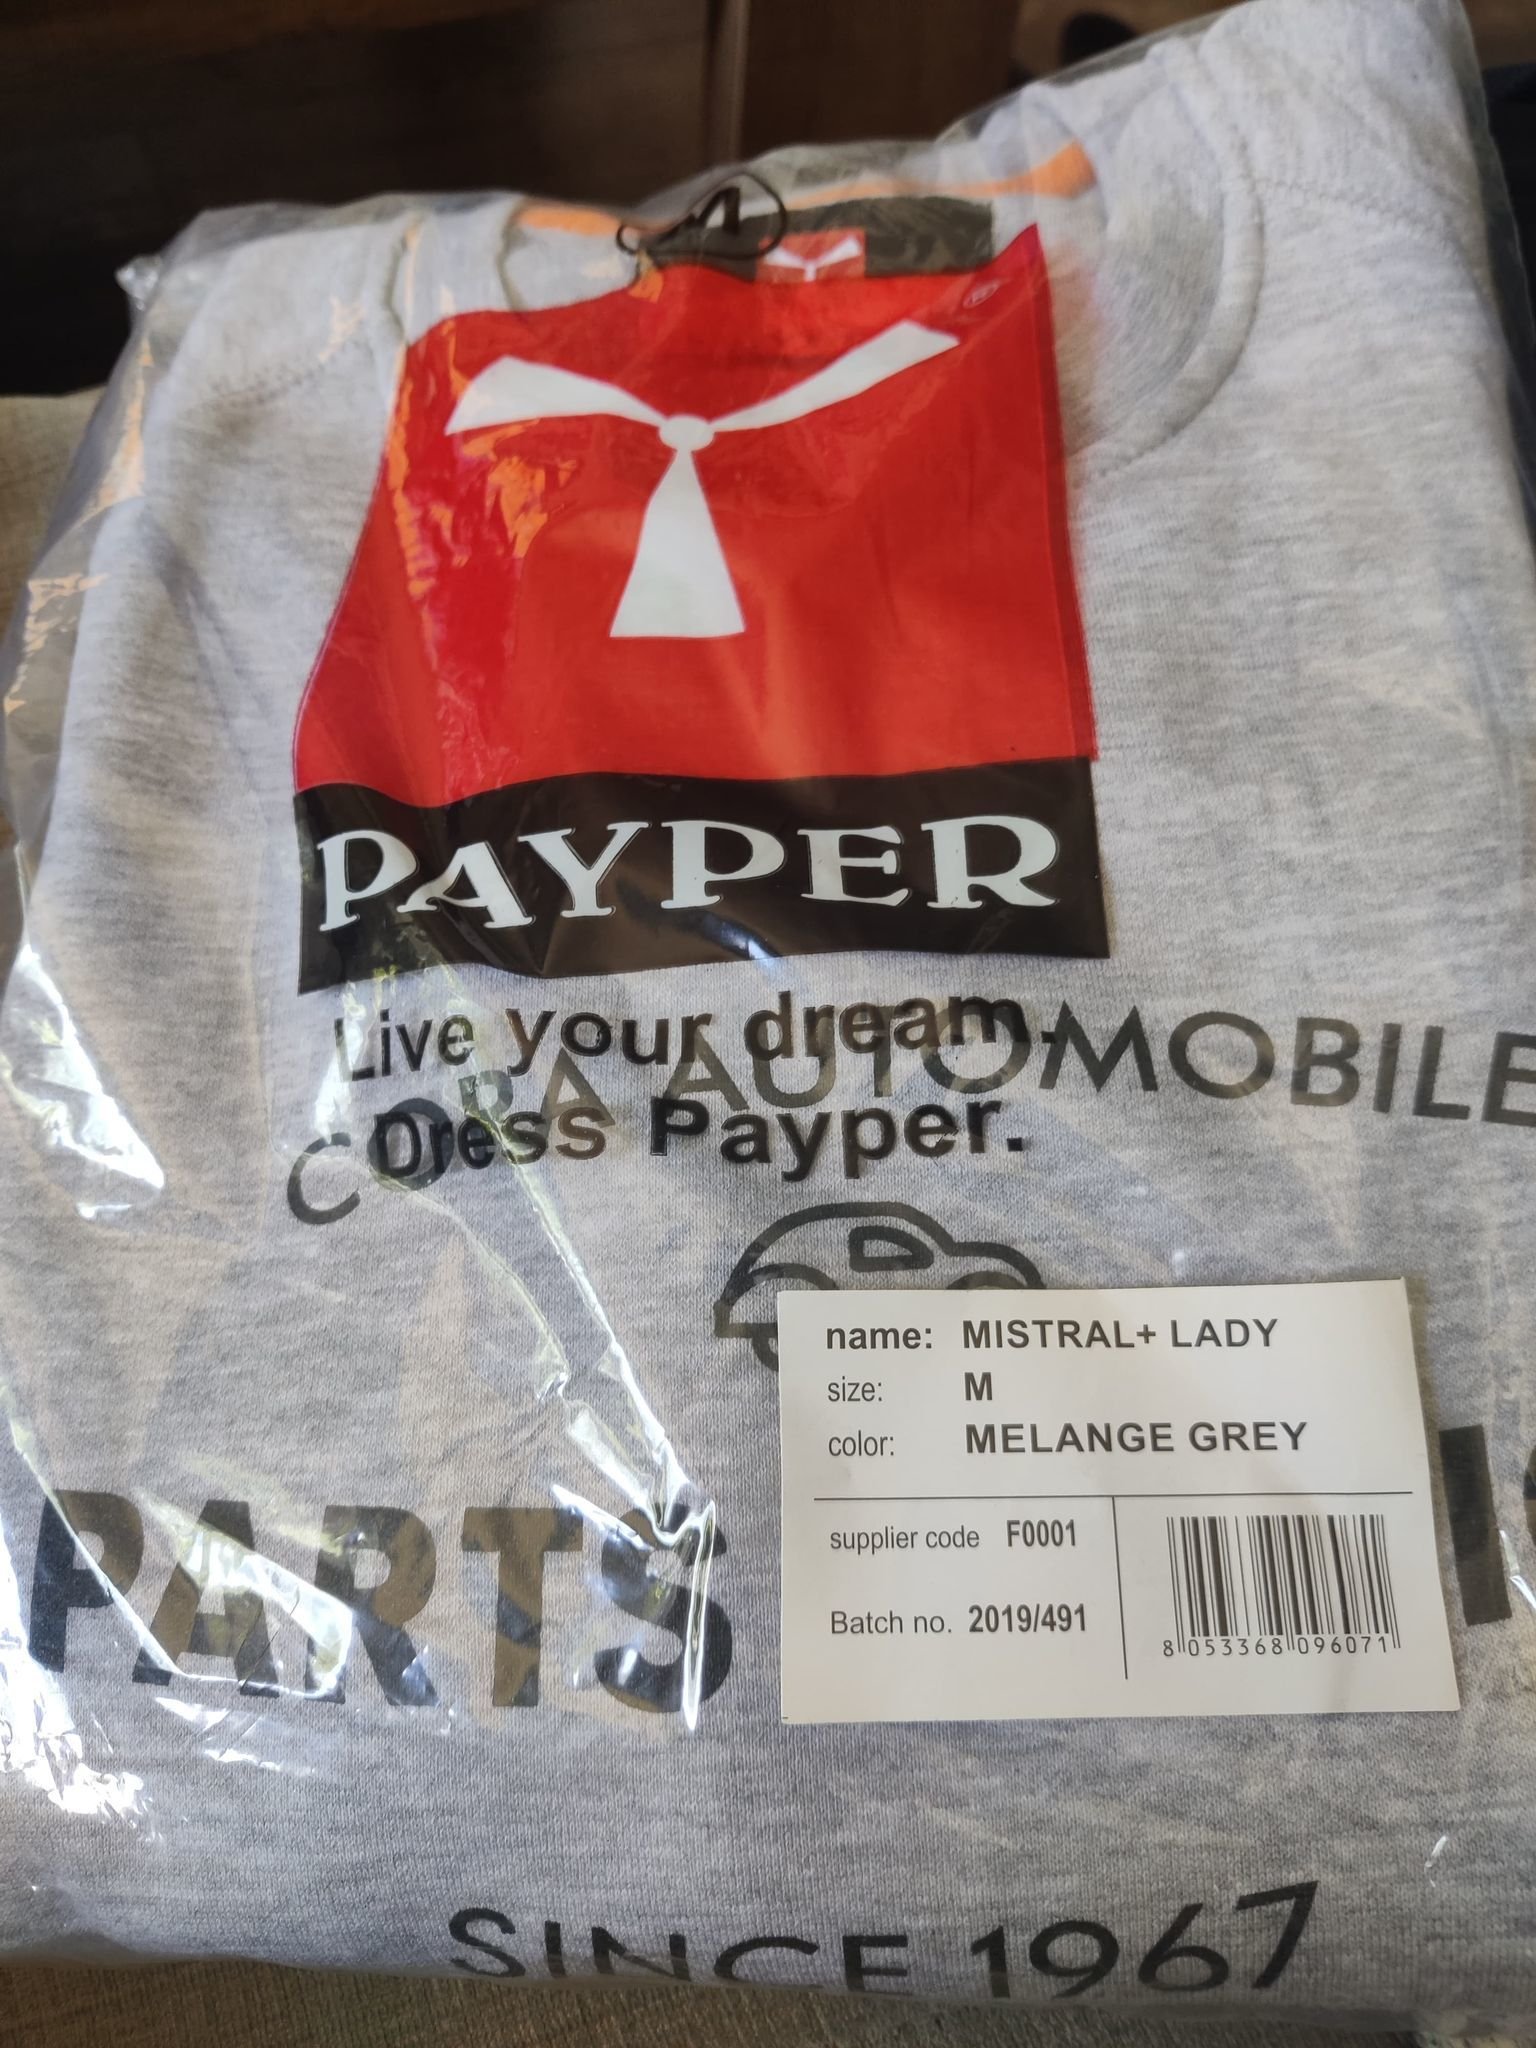 PAYPER
Live your dream.
Dress Payper.
CORA AUTOMOBILE
name: MISTRAL+ LADY
size: M
color: MELANGE GREY
supplier code F0001
Batch no. 2019/491
8 053368 096071
PARTS
SINCE 1967